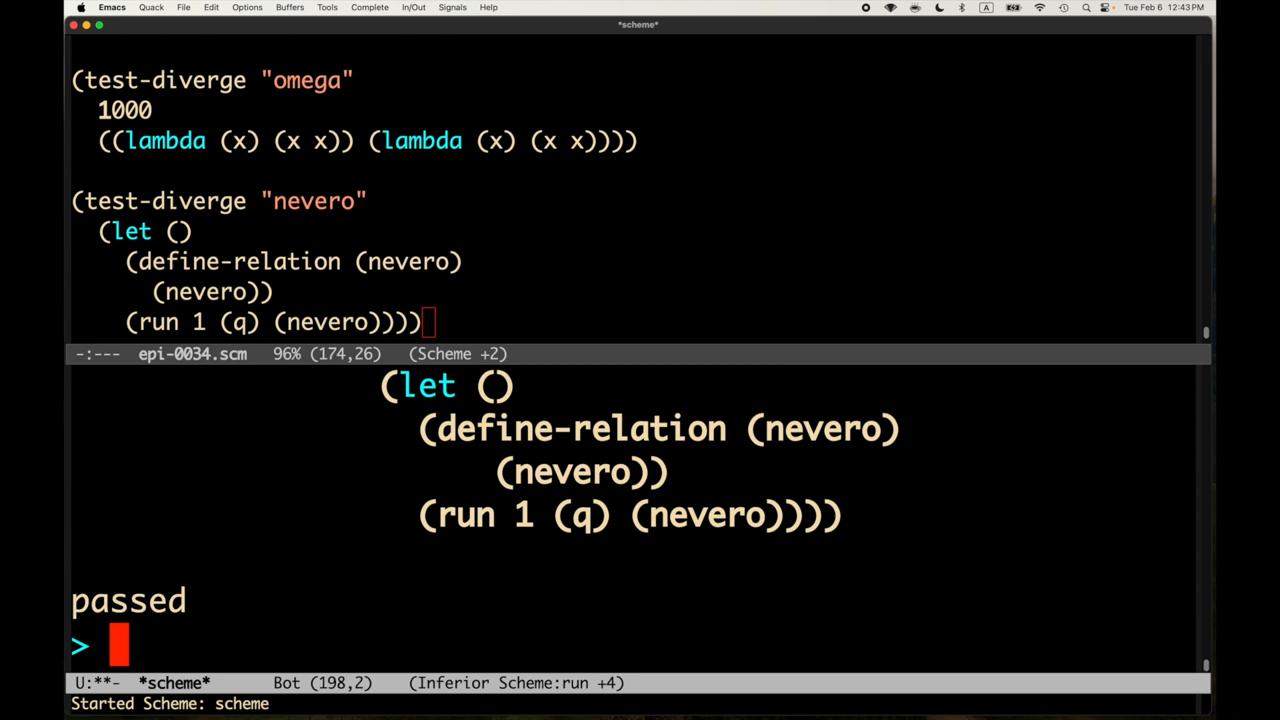 Emacs Quack File Edit Options Buffers Tools Complete In/Out Signals Help A Tue Feb 6 12:43 PM
*scheme*
(test-diverge "omega"
1000
((lambda (x) (x x)) (lambda (x) (x x))))
(test-diverge "nevero"
(let ()
(define-relation (nevero)
(nevero))
(run 1 (q) (nevero))))
-:--- epi-0034.scm 96% (174,26) (Scheme +2)
(let ()
(define-relation (nevero)
(nevero))
(run 1 (q) (nevero))))
passed
>
U:**- *scheme* Bot (198,2) (Inferior Scheme:run +4)
Started Scheme: scheme